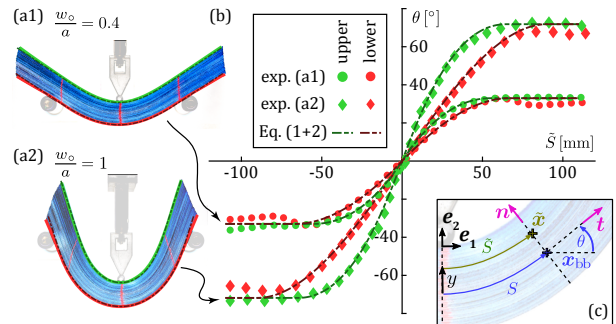 (a1) w∘/a = 0.4
(a2) w∘/a = 1
(b)
upper lower
exp. (a1)
exp. (a2)
Eq. (1+2)
θ [°]
60
40
20
-40
-60
S̃ [mm]
-100 -50 50 100
(c)
n
x̃
t
e₂
e₁
S̃
θ
x_bb
y
S